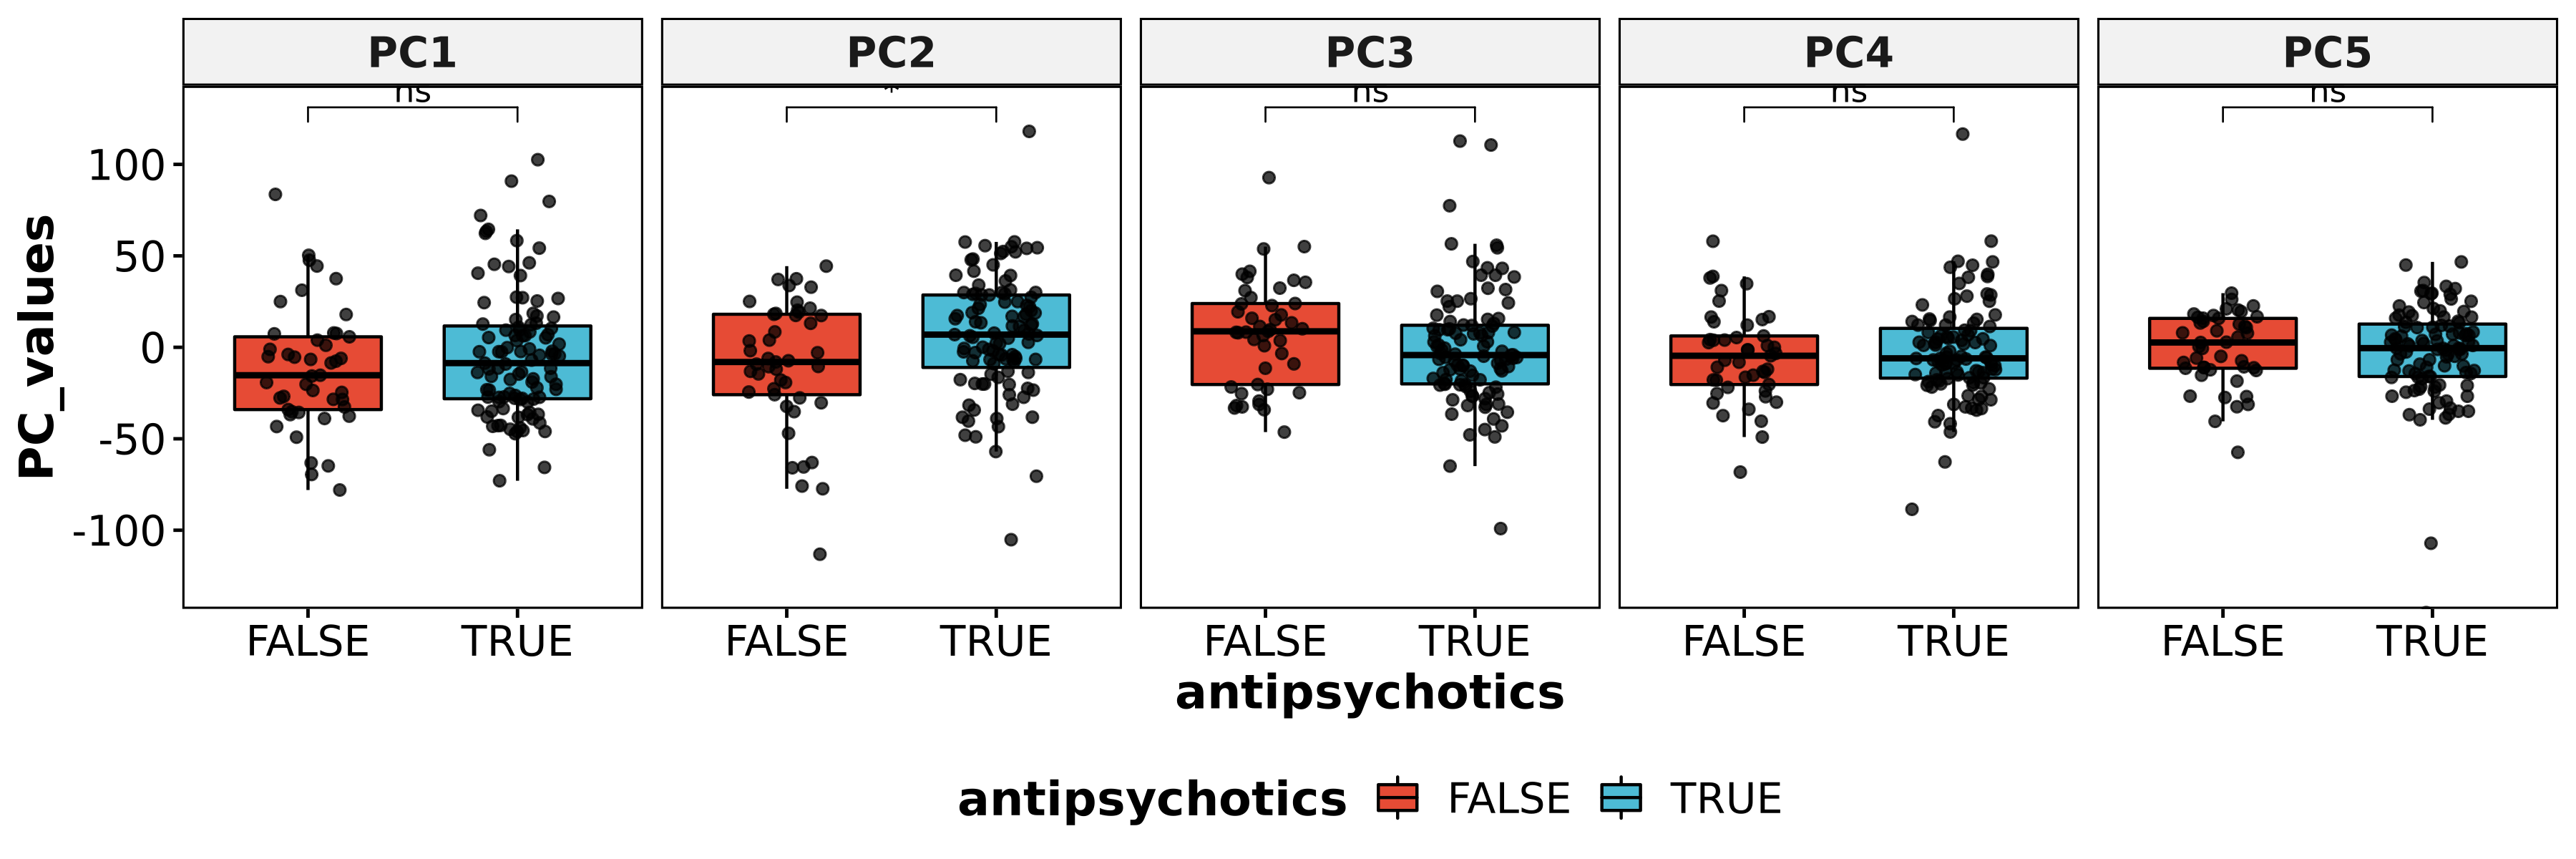 PC1 PC2 PC3 PC4 PC5
ns * ns ns ns
100
50
0
-50
-100
PC_values
FALSE TRUE FALSE TRUE FALSE TRUE FALSE TRUE FALSE TRUE
antipsychotics
antipsychotics FALSE TRUE